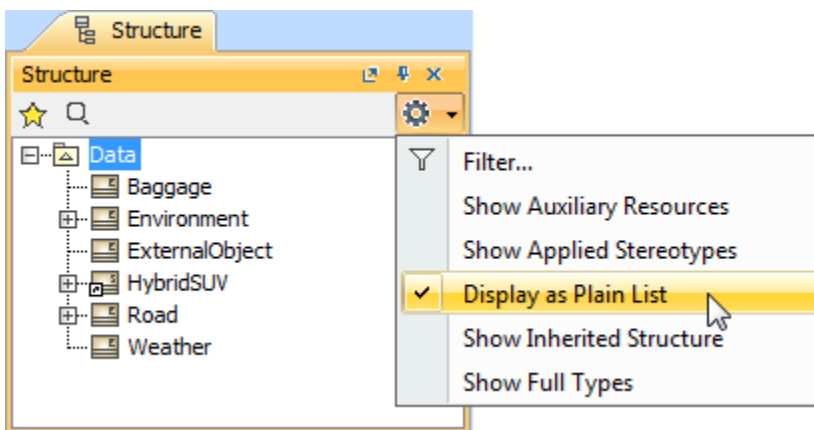 Structure
Structure
Data
Baggage
Environment
ExternalObject
HybridSUV
Road
Weather
Filter...
Show Auxiliary Resources
Show Applied Stereotypes
Display as Plain List
Show Inherited Structure
Show Full Types